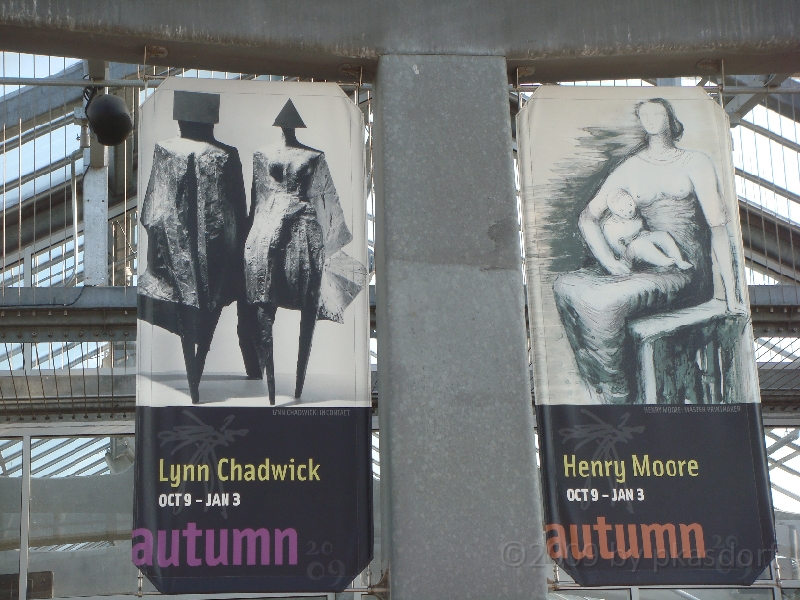 LYNN CHADWICK: IN CONTACT
Lynn Chadwick
OCT 9 – JAN 3
autumn 2009
HENRY MOORE: MASTER PRINTMAKER
Henry Moore
OCT 9 – JAN 3
autumn 20
©2009 by pkasdorf